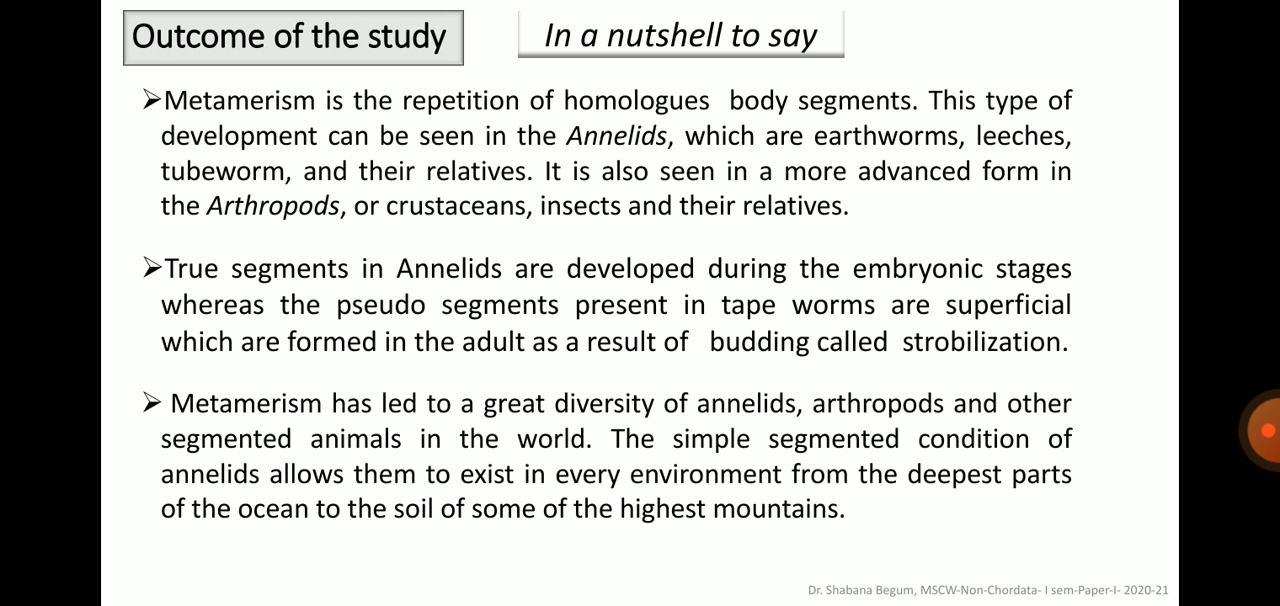 Outcome of the study
In a nutshell to say
➢Metamerism is the repetition of homologues body segments. This type of
development can be seen in the Annelids, which are earthworms, leeches,
tubeworm, and their relatives. It is also seen in a more advanced form in
the Arthropods, or crustaceans, insects and their relatives.
➢True segments in Annelids are developed during the embryonic stages
whereas the pseudo segments present in tape worms are superficial
which are formed in the adult as a result of budding called strobilization.
➢ Metamerism has led to a great diversity of annelids, arthropods and other
segmented animals in the world. The simple segmented condition of
annelids allows them to exist in every environment from the deepest parts
of the ocean to the soil of some of the highest mountains.
Dr. Shabana Begum, MSCW-Non-Chordata- I sem-Paper-I- 2020-21